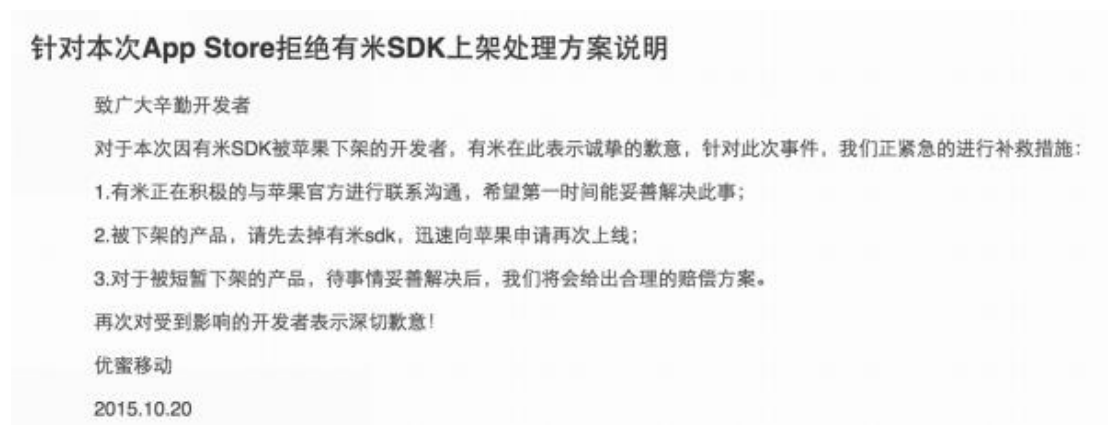 针对本次App Store拒绝有米SDK上架处理方案说明
致广大辛勤开发者
对于本次因有米SDK被苹果下架的开发者，有米在此表示诚挚的歉意，针对此次事件，我们正紧急的进行补救措施：
1.有米正在积极的与苹果官方进行联系沟通，希望第一时间能妥善解决此事；
2.被下架的产品，请先去掉有米sdk，迅速向苹果申请再次上线；
3.对于被短暂下架的产品，待事情妥善解决后，我们将会给出合理的赔偿方案。
再次对受到影响的开发者表示深切歉意！
优蜜移动
2015.10.20